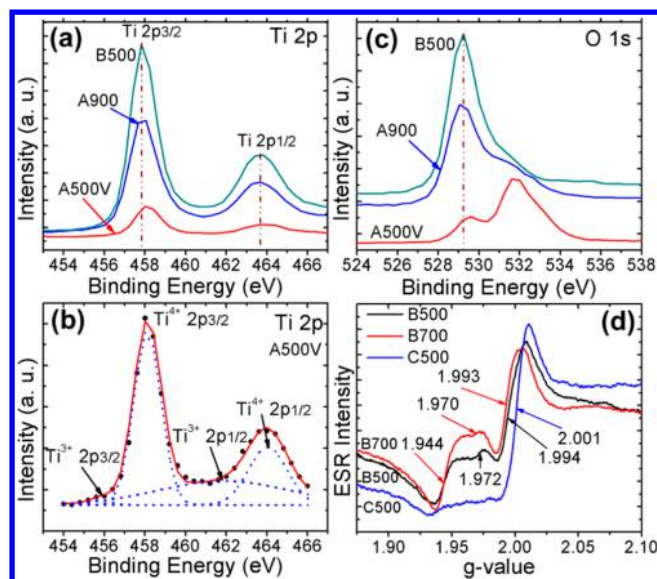 (a)
Ti 2p3/2
Ti 2p
B500
A900
Ti 2p1/2
A500V
Intensity (a. u.)
454 456 458 460 462 464 466
Binding Energy (eV)
(c)
O 1s
B500
A900
A500V
Intensity (a. u.)
524 526 528 530 532 534 536 538
Binding Energy (eV)
(b)
Ti4+ 2p3/2
Ti 2p
A500V
Ti3+
2p3/2
Ti3+
2p1/2
Ti4+
2p1/2
Intensity (a. u.)
454 456 458 460 462 464 466
Binding Energy (eV)
B500
B700
C500
(d)
1.993
1.970
1.944
2.001
1.994
1.972
B700
B500
C500
ESR Intensity
1.90 1.95 2.00 2.05 2.10
g-value